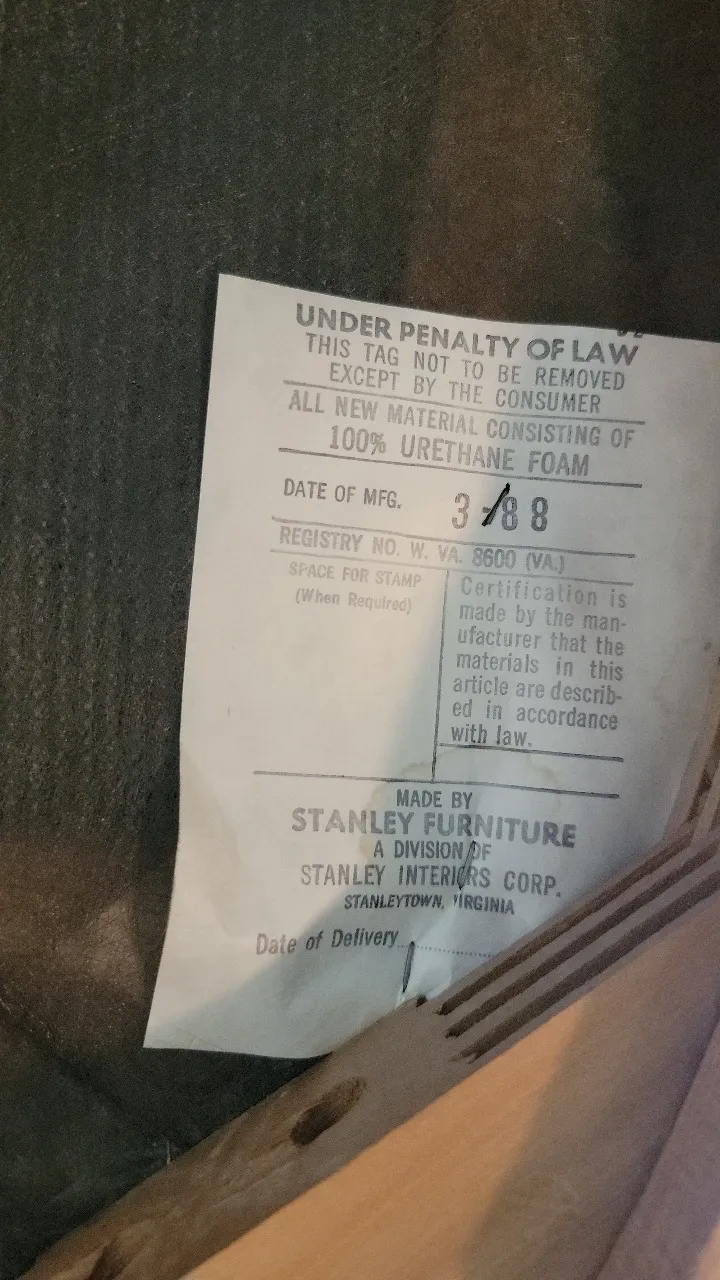 UNDER PENALTY OF LAW
THIS TAG NOT TO BE REMOVED
EXCEPT BY THE CONSUMER
ALL NEW MATERIAL CONSISTING OF
100% URETHANE FOAM
DATE OF MFG. 3-/88
REGISTRY NO. W. VA. 8600 (VA.)
SPACE FOR STAMP
(When Required)
Certification is
made by the man-
ufacturer that the
materials in this
article are describ-
ed in accordance
with law.
MADE BY
STANLEY FURNITURE
A DIVISION OF
STANLEY INTERIORS CORP.
STANLEYTOWN, VIRGINIA
Date of Delivery